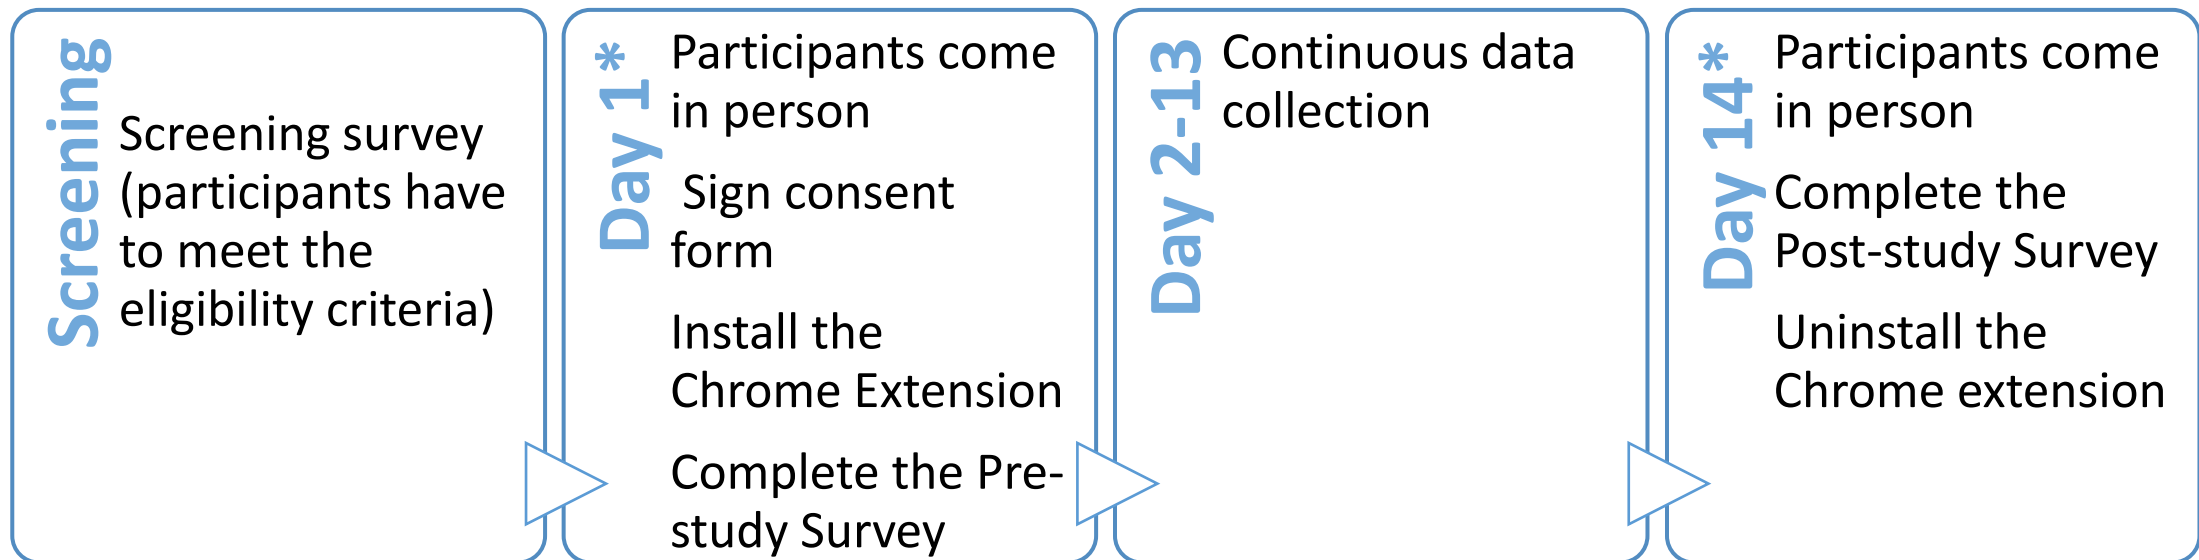 Screening
Screening survey
(participants have
to meet the
eligibility criteria)
Day 1*
Participants come
in person
Sign consent
form
Install the
Chrome Extension
Complete the Pre-
study Survey
Day 2-13
Continuous data
collection
Day 14*
Participants come
in person
Complete the
Post-study Survey
Uninstall the
Chrome extension